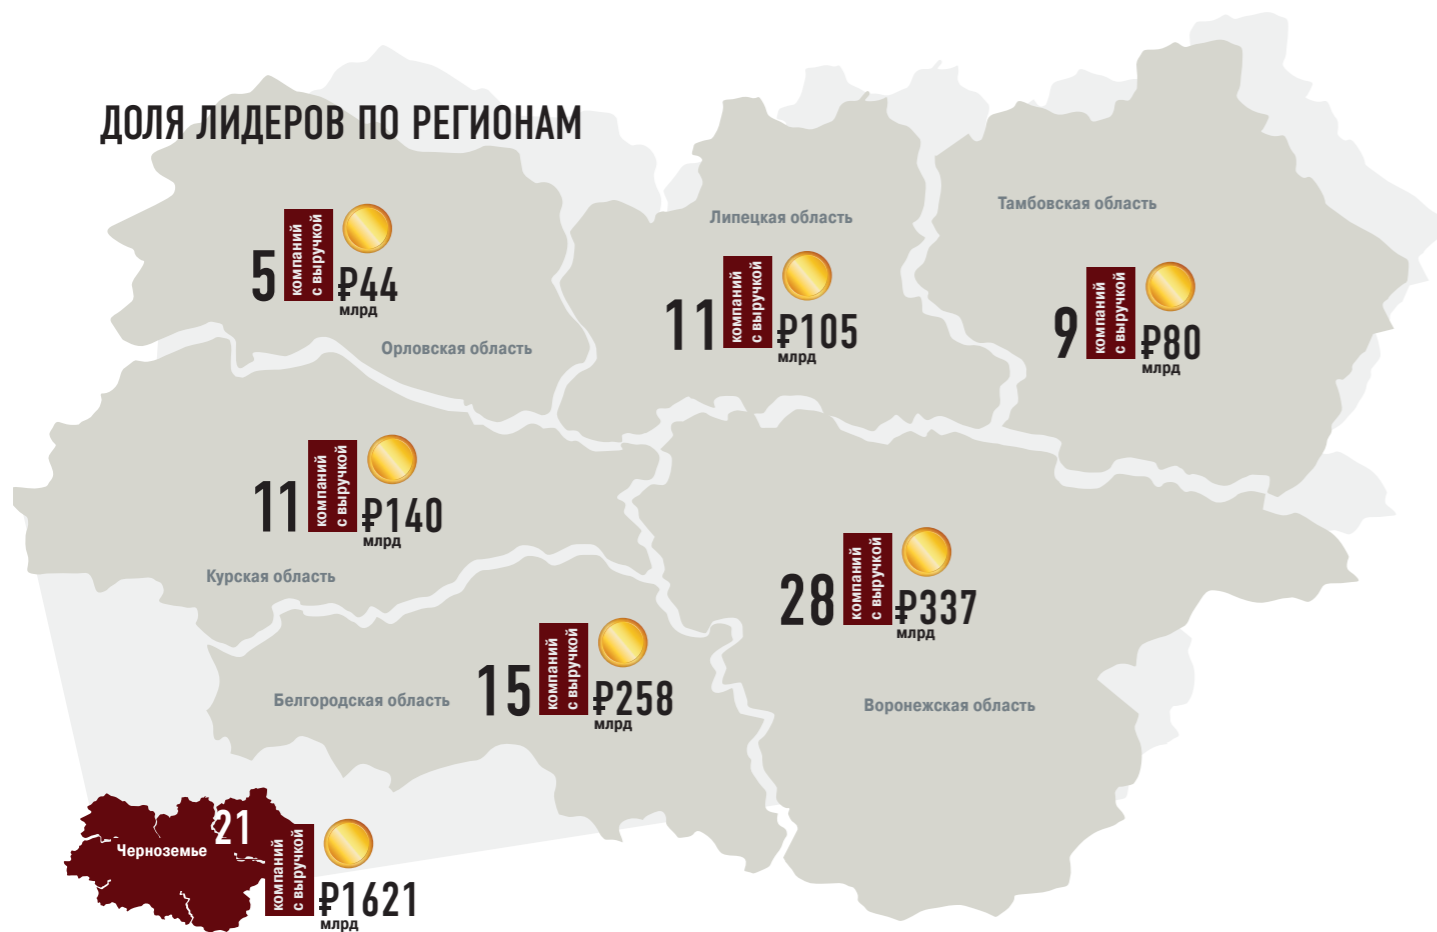 ДОЛЯ ЛИДЕРОВ ПО РЕГИОНАМ
5
компаний
с выручкой
₽44
млрд
Орловская область
Липецкая область
11
компаний
с выручкой
₽105
млрд
Тамбовская область
9
компаний
с выручкой
₽80
млрд
11
компаний
с выручкой
₽140
млрд
Курская область
28
компаний
с выручкой
₽337
млрд
Воронежская область
Белгородская область
15
компаний
с выручкой
₽258
млрд
Черноземье
21
компаний
с выручкой
₽1621
млрд